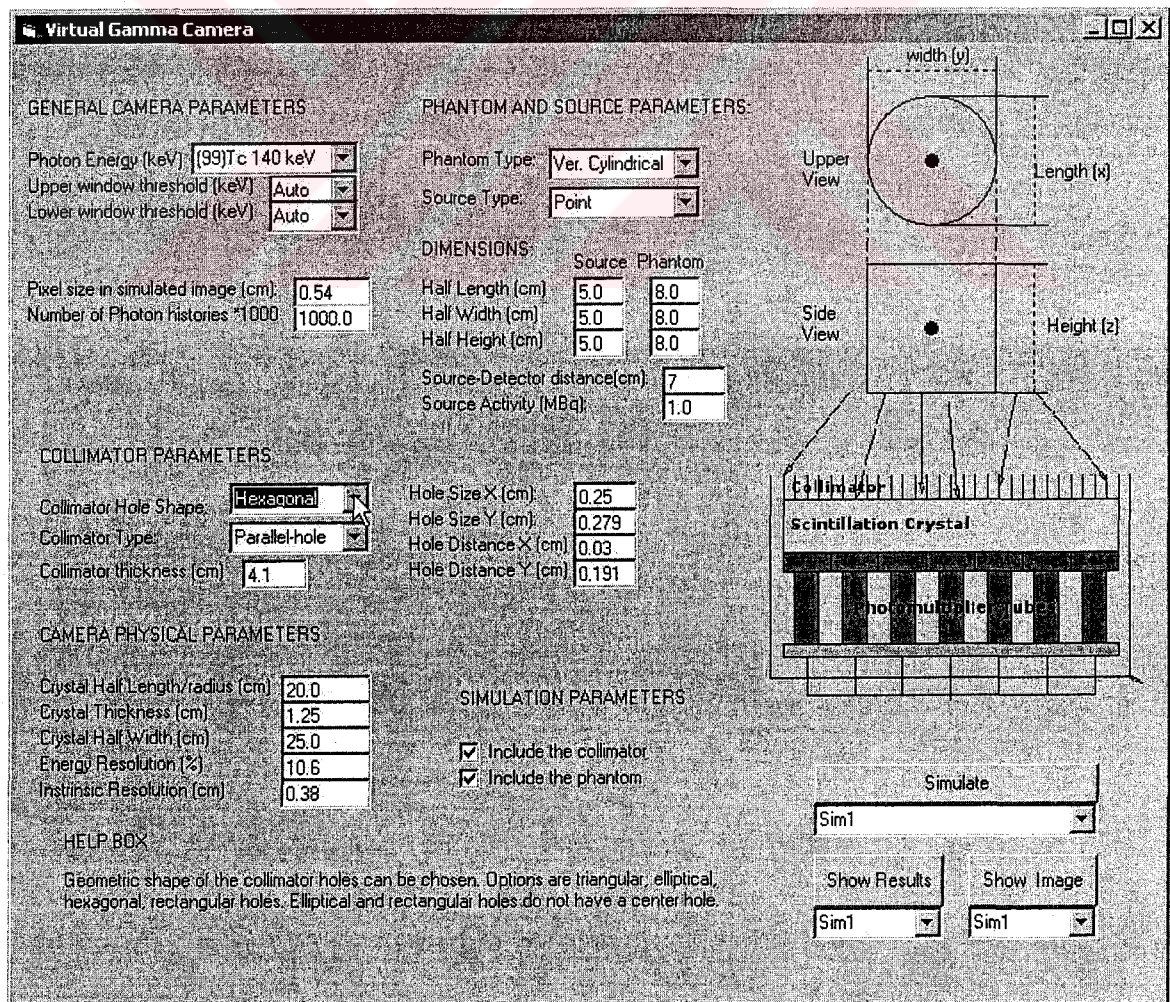 Virtual Gamma Camera
GENERAL CAMERA PARAMETERS
Photon Energy (keV) (99)Tc 140 keV
Upper window threshold (keV) Auto
Lower window threshold (keV) Auto
Pixel size in simulated image (cm): 0.54
Number of Photon histories *1000 1000.0
PHANTOM AND SOURCE PARAMETERS:
Phantom Type: Ver. Cylindrical
Source Type: Point
DIMENSIONS
Source Phantom
Half Length (cm) 5.0 8.0
Half Width (cm) 5.0 8.0
Half Height (cm) 5.0 8.0
Source-Detector distance(cm): 7
Source Activity (MBq): 1.0
width (y)
Upper
View
Length (x)
Side
View
Height (z)
Collimator
Scintillation Crystal
Photomultiplier Tubes
COLLIMATOR PARAMETERS
Collimator Hole Shape: Hexagonal
Collimator Type: Parallel-hole
Collimator thickness (cm) 4.1
Hole Size X (cm): 0.25
Hole Size Y (cm): 0.279
Hole Distance X (cm) 0.03
Hole Distance Y (cm) 0.191
CAMERA PHYSICAL PARAMETERS
Crystal Half Length/radius (cm) 20.0
Crystal Thickness (cm) 1.25
Crystal Half Width (cm) 25.0
Energy Resolution (%) 10.6
Instrinsic Resolution (cm) 0.38
SIMULATION PARAMETERS
Include the collimator
Include the phantom
Simulate
Sim1
Show Results
Sim1
Show Image
Sim1
HELP BOX
Geometric shape of the collimator holes can be chosen. Options are triangular, elliptical,
hexagonal, rectangular holes. Elliptical and rectangular holes do not have a center hole.